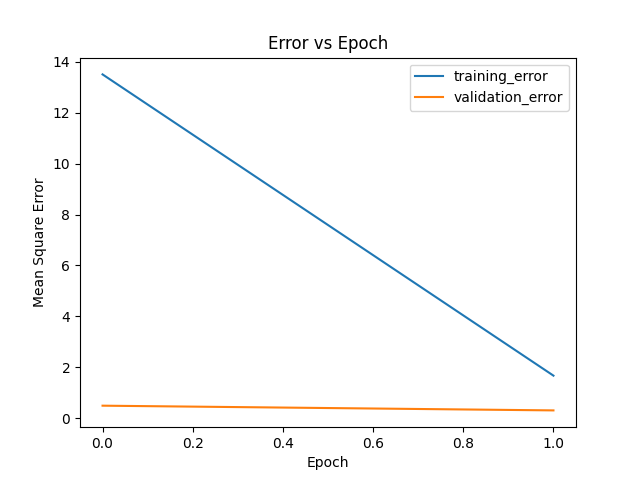 Error vs Epoch
training_error
validation_error
Mean Square Error
14
12
10
8
6
4
2
0
0.0 0.2 0.4 0.6 0.8 1.0
Epoch